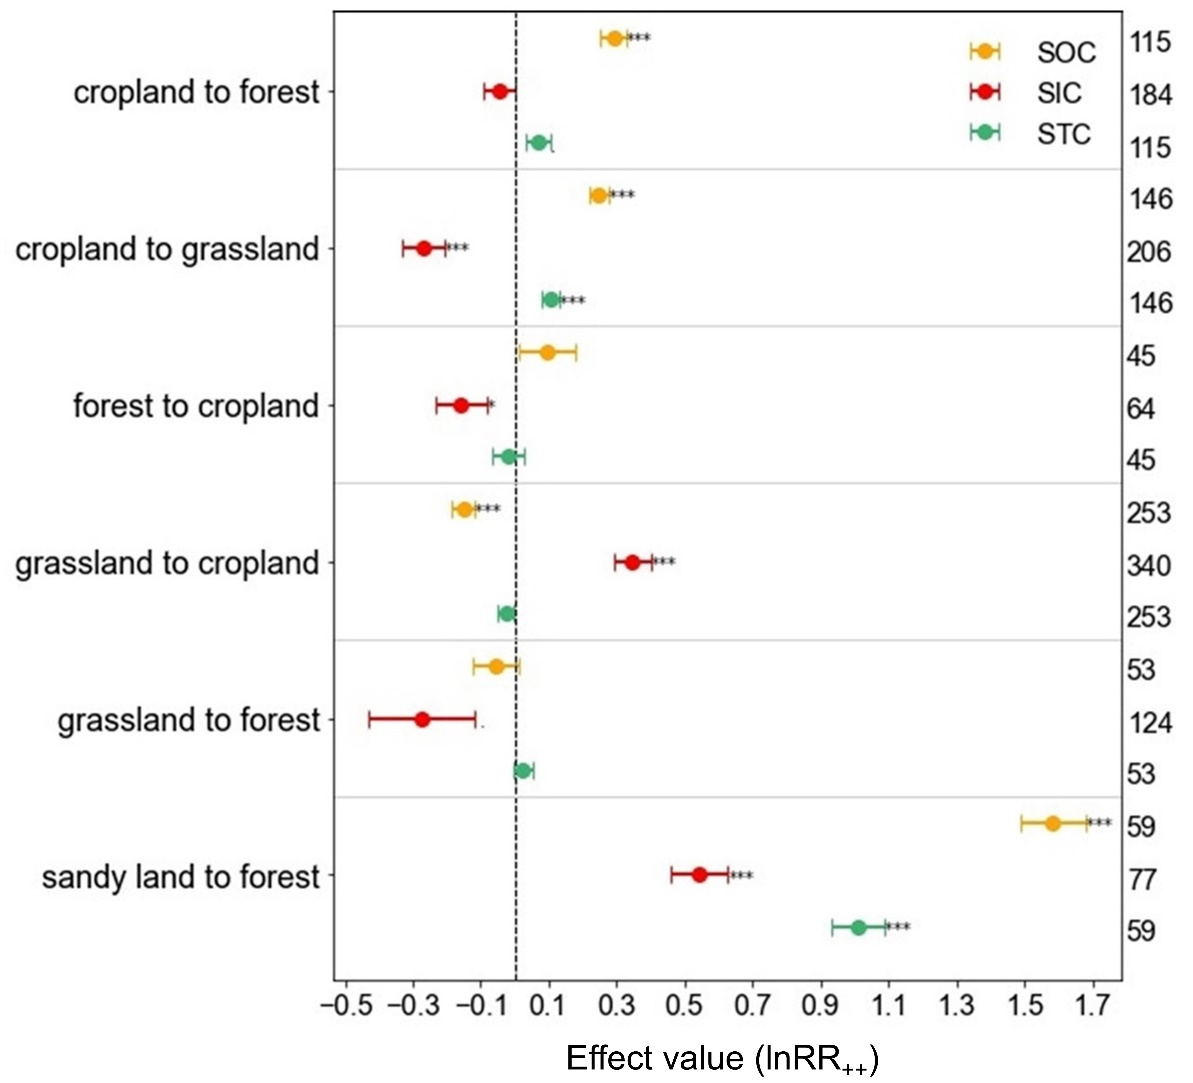 *** 115
SOC
cropland to forest 184
SIC
115
STC
*** 146
cropland to grassland *** 206
*** 146
45
forest to cropland * 64
45
*** 253
grassland to cropland *** 340
253
53
grassland to forest . 124
53
*** 59
sandy land to forest *** 77
*** 59
−0.5 −0.3 −0.1 0.1 0.3 0.5 0.7 0.9 1.1 1.3 1.5 1.7
Effect value (lnRR++)